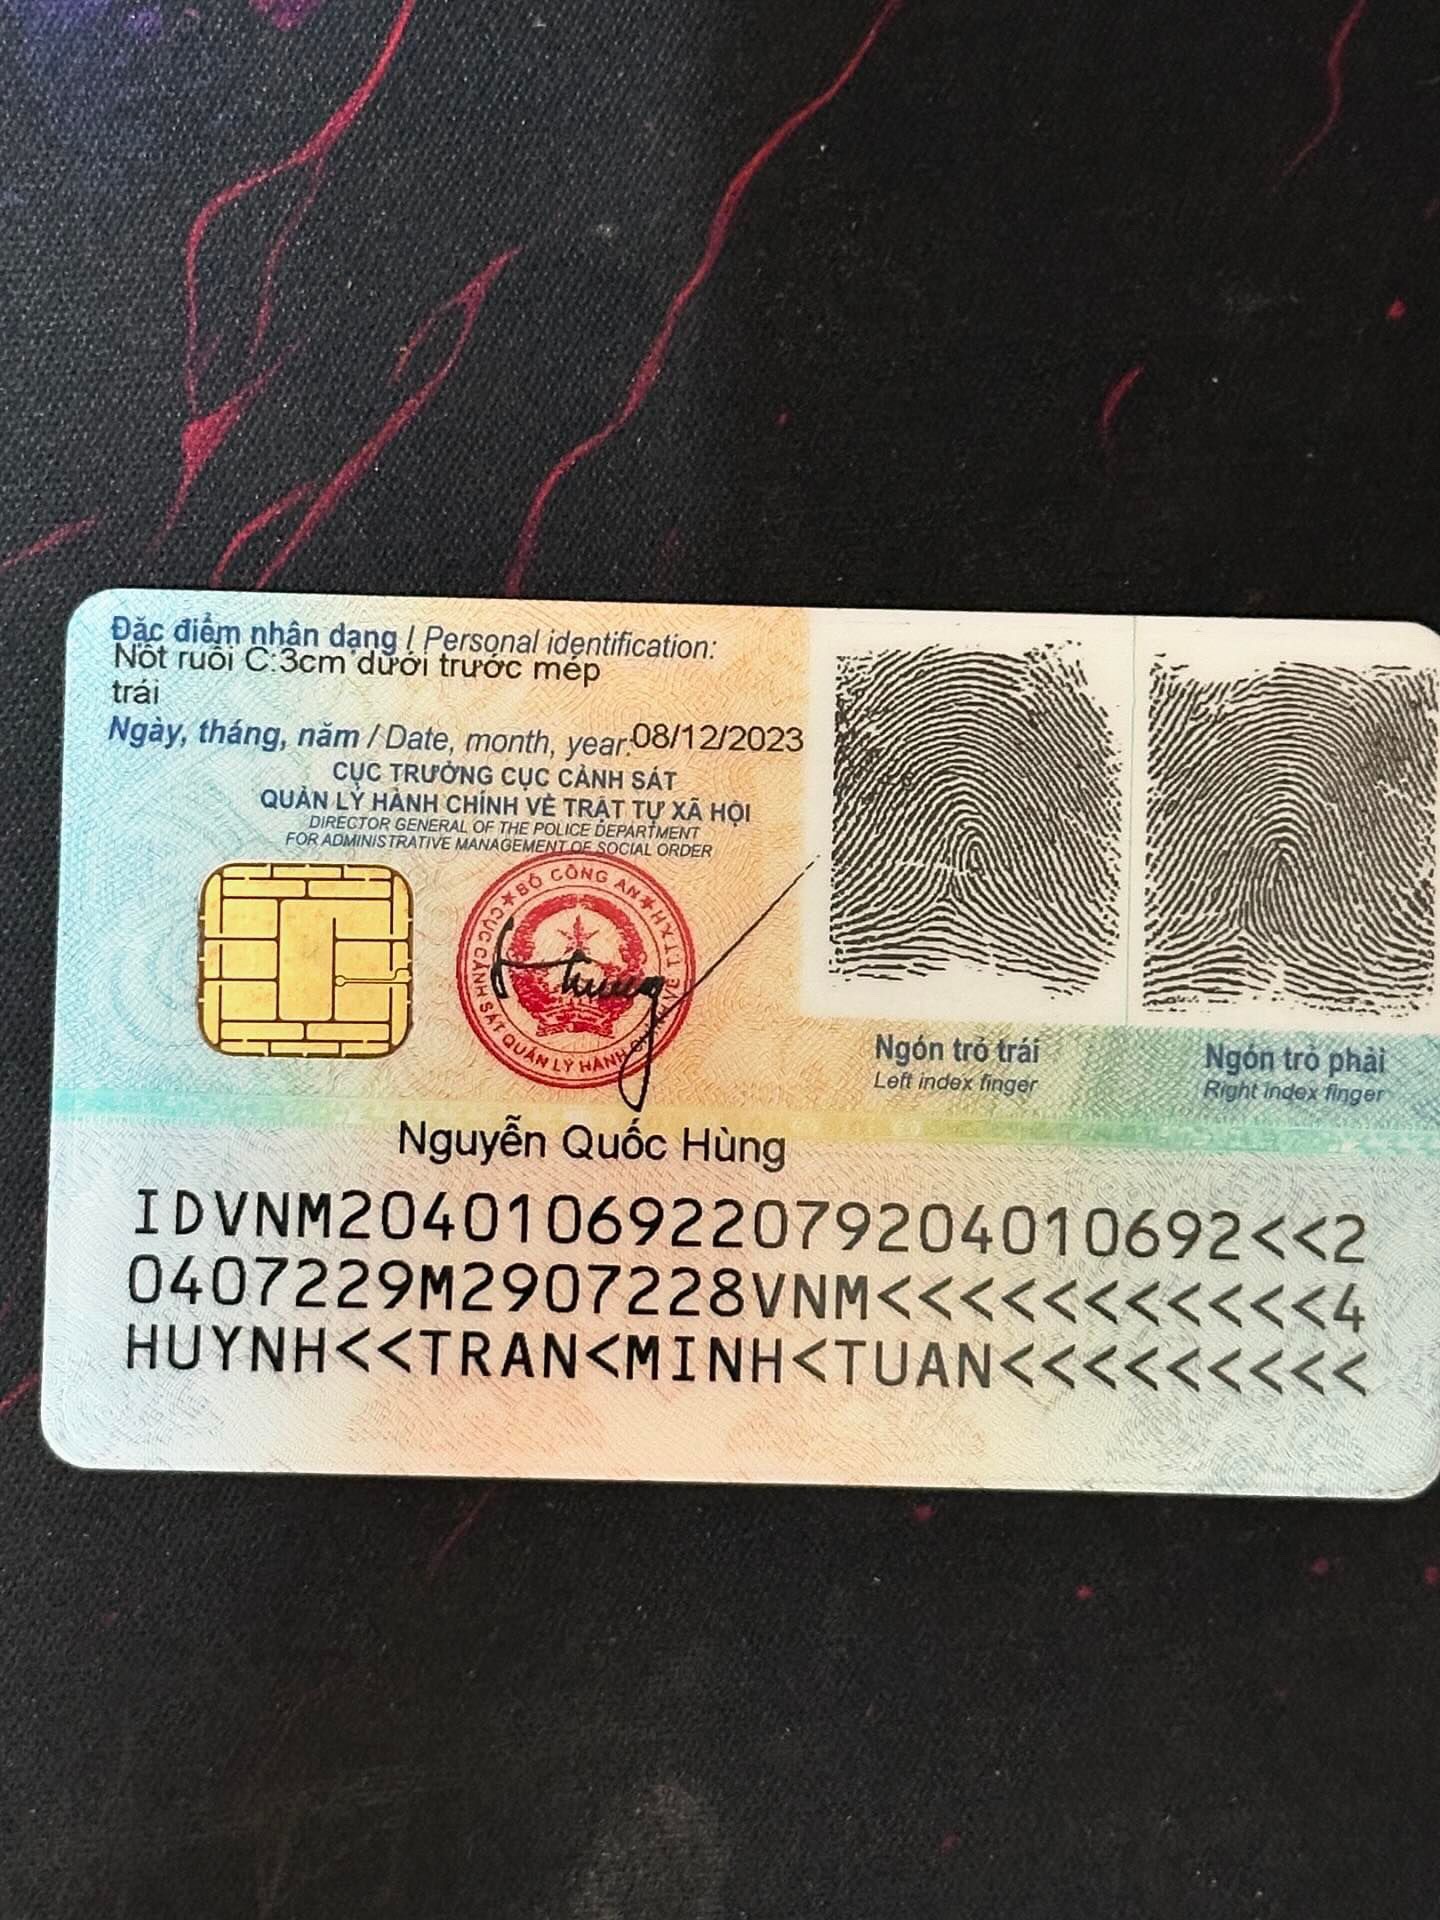 Đặc điểm nhân dạng / Personal identification:
Nốt ruồi C:3cm dưới trước mép
trái
Ngày, tháng, năm / Date, month, year:08/12/2023
CỤC TRƯỞNG CỤC CẢNH SÁT
QUẢN LÝ HÀNH CHÍNH VỀ TRẬT TỰ XÃ HỘI
DIRECTOR GENERAL OF THE POLICE DEPARTMENT
FOR ADMINISTRATIVE MANAGEMENT OF SOCIAL ORDER
BỘ CÔNG AN
CỤC CẢNH SÁT QUẢN LÝ HÀNH CHÍNH VỀ TTXH
Ngón trỏ trái
Left index finger
Ngón trỏ phải
Right index finger
Nguyễn Quốc Hùng
IDVNM2040106922079204010692<<2
0407229M2907228VNM<<<<<<<<<<<4
HUYNH<<TRAN<MINH<TUAN<<<<<<<<<